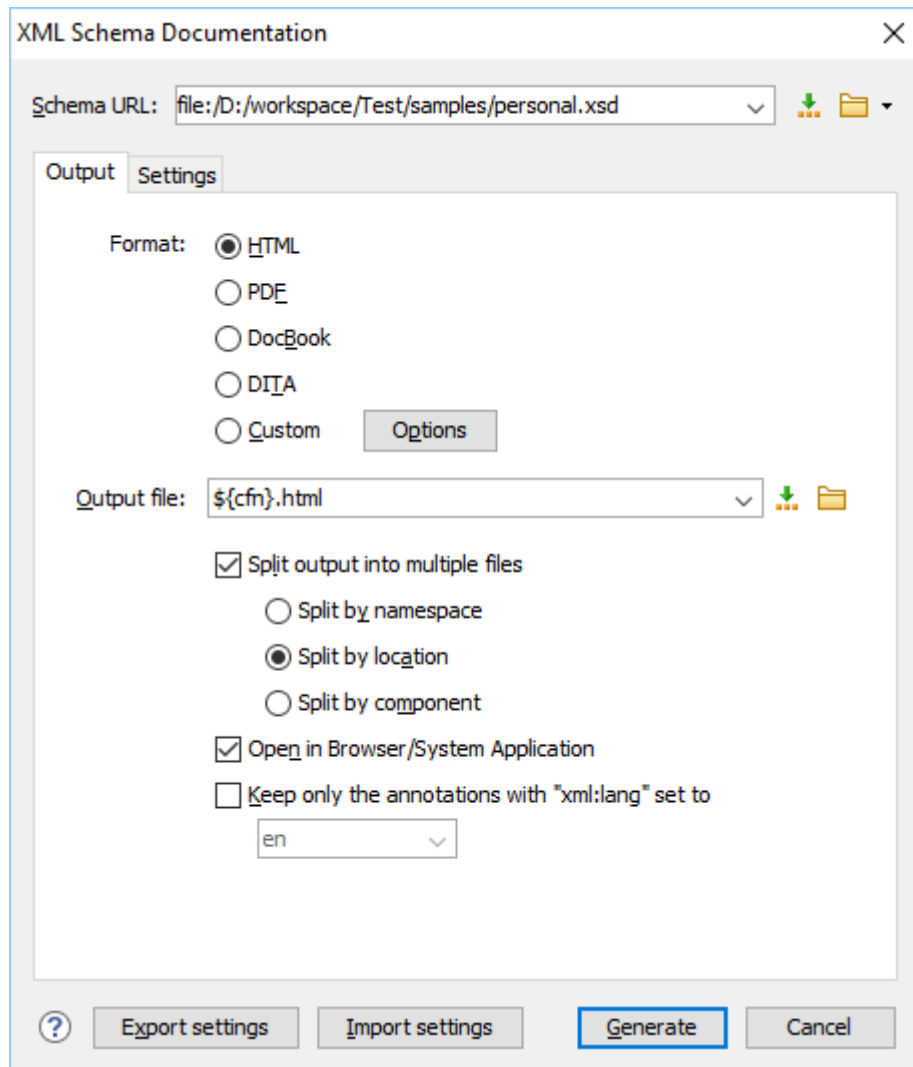 XML Schema Documentation
Schema URL: file:/D:/workspace/Test/samples/personal.xsd
Output Settings
Format: HTML
PDF
DocBook
DITA
Custom Options
Output file: ${cfn}.html
Split output into multiple files
Split by namespace
Split by location
Split by component
Open in Browser/System Application
Keep only the annotations with "xml:lang" set to
en
? Export settings Import settings Generate Cancel